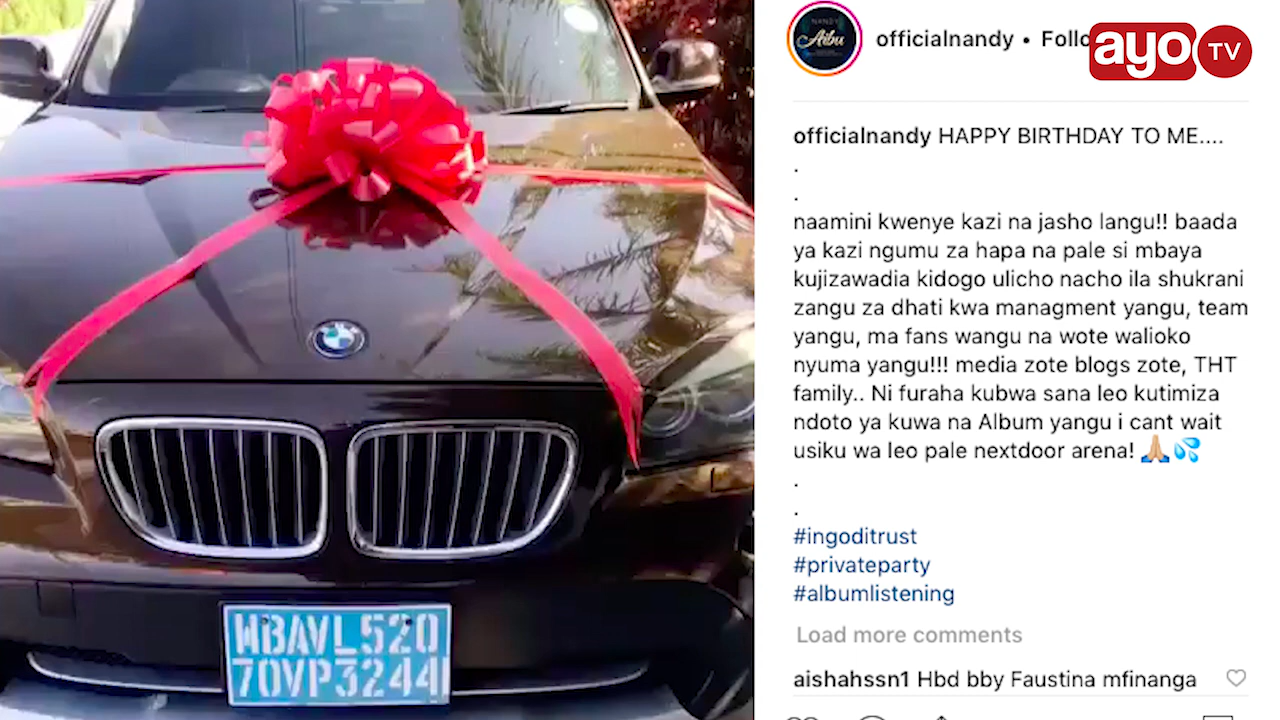 NANDY
Aibu
officialnandy • Follo
ayo TV
officialnandy HAPPY BIRTHDAY TO ME....
.
.
naamini kwenye kazi na jasho langu!! baada
ya kazi ngumu za hapa na pale si mbaya
kujizawadia kidogo ulicho nacho ila shukrani
zangu za dhati kwa managment yangu, team
yangu, ma fans wangu na wote walioko
nyuma yangu!!! media zote blogs zote, THT
family.. Ni furaha kubwa sana leo kutimiza
ndoto ya kuwa na Album yangu i cant wait
usiku wa leo pale nextdoor arena! 🙏🏼💦
.
.
#ingoditrust
#privateparty
#albumlistening
Load more comments
aishahssn1 Hbd bby Faustina mfinanga
WBAVL520
70VP3244